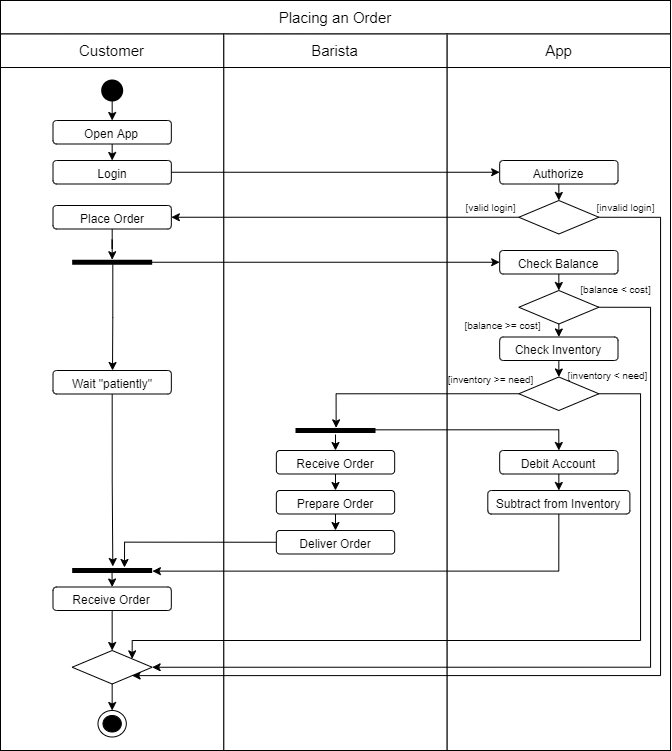 Placing an Order
Customer
Barista
App
Open App
Login
Authorize
[valid login]
[invalid login]
Place Order
Check Balance
[balance < cost]
[balance >= cost]
Check Inventory
Wait "patiently"
[inventory >= need]
[inventory < need]
Receive Order
Debit Account
Prepare Order
Subtract from Inventory
Deliver Order
Receive Order